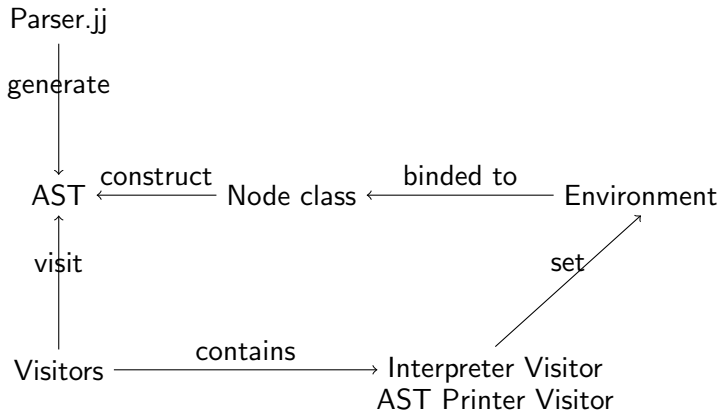 Parser.jj
generate
construct
binded to
AST
Node class
Environment
visit
set
contains
Visitors
Interpreter Visitor
AST Printer Visitor